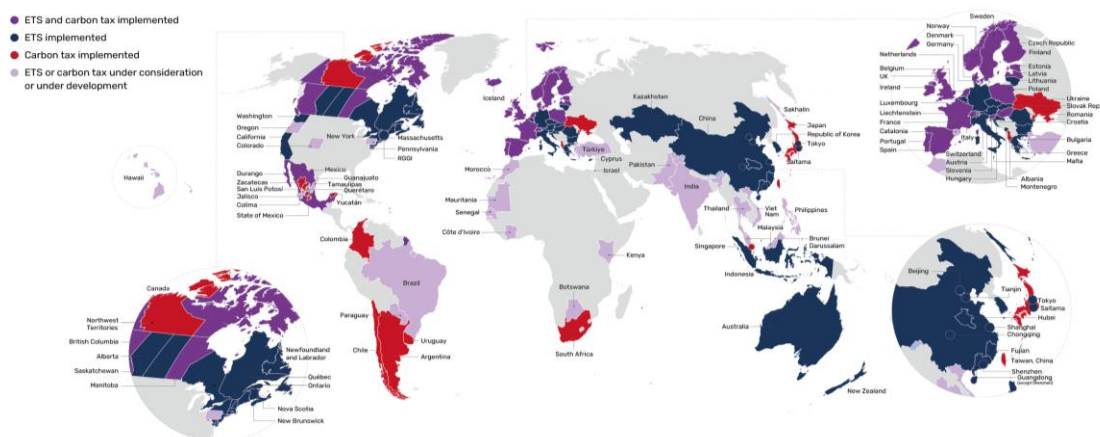 ETS and carbon tax implemented
ETS implemented
Carbon tax implemented
ETS or carbon tax under consideration
or under development
Washington
Oregon
California
Colorado
New York
Massachusetts
Pennsylvania
RGGI
Hawaii
Durango
Zacatecas
San Luis Potosí
Jalisco
Colima
State of Mexico
Mexico
Guanajuato
Tamaulipas
Querétaro
Yucatán
Colombia
Brazil
Paraguay
Chile
Uruguay
Argentina
Iceland
Morocco
Mauritania
Senegal
Côte d'Ivoire
Türkiye
Cyprus
Israel
Kenya
Botswana
South Africa
Kazakhstan
China
Pakistan
India
Thailand
Viet
Nam
Malaysia
Philippines
Singapore
Brunei
Darussalam
Indonesia
Sakhalin
Japan
Republic of Korea
Tokyo
Saitama
Australia
New Zealand
Canada
Northwest
Territories
British Columbia
Alberta
Saskatchewan
Manitoba
Newfoundland
and Labrador
Québec
Ontario
Nova Scotia
New Brunswick
Sweden
Norway
Denmark
Germany
Netherlands
Belgium
UK
Ireland
Luxembourg
Liechtenstein
France
Catalonia
Portugal
Spain
Italy
Switzerland
Austria
Slovenia
Hungary
Czech Republic
Finland
Estonia
Latvia
Lithuania
Poland
Ukraine
Slovak Rep
Romania
Croatia
Bulgaria
Greece
Malta
Albania
Montenegro
Beijing
Tianjin
Tokyo
Saitama
Hubei
Shanghai
Chongqing
Fujian
Taiwan, China
Shenzhen
Guangdong
(except Shenzhen)